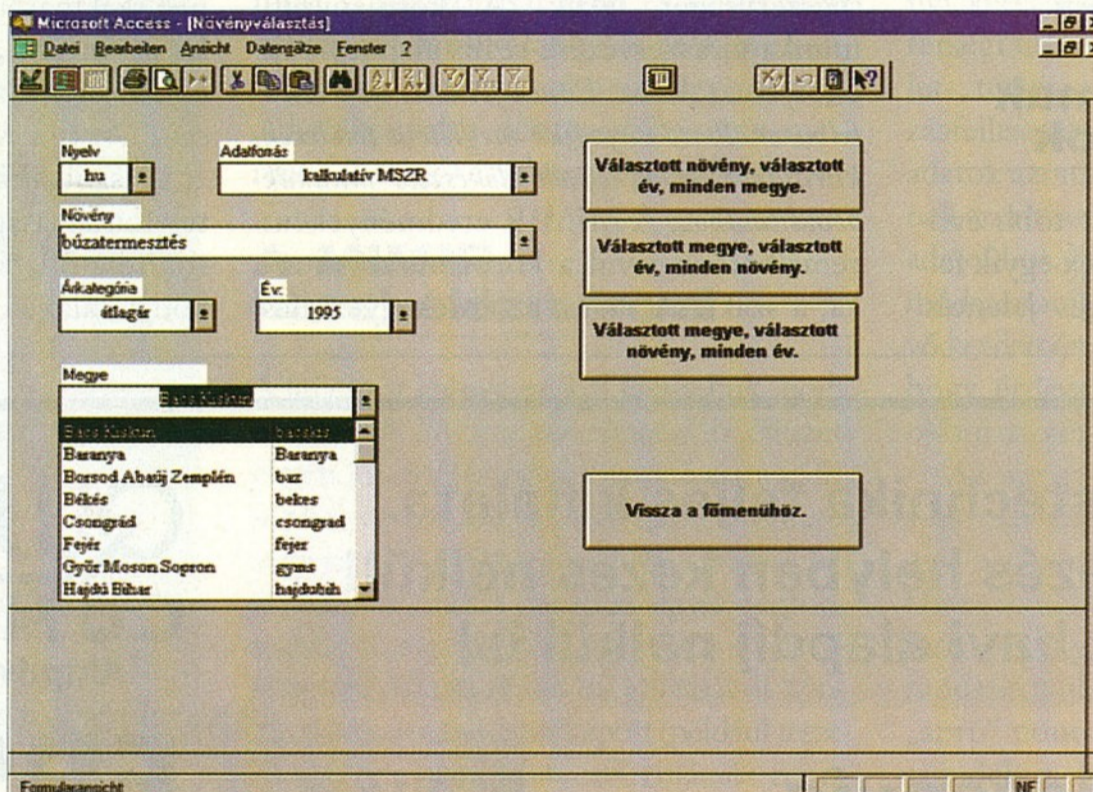 Microsoft Access - [Növényválasztás]
Datei Bearbeiten Ansicht Datensätze Fenster ?
Nyelv
hu
Adatforrás
kalkulatív MSZR
Növény
búzatermesztés
Árkategória
átlagár
Év:
1995
Megye
Bács Kiskun
Bács Kiskun bacskis
Baranya Baranya
Borsod Abaúj Zemplén baz
Békés bekes
Csongrád csongrad
Fejér fejer
Győr Moson Sopron gyms
Hajdú Bihar hajdubih
Választott növény, választott
év, minden megye.
Választott megye, választott
év, minden növény.
Választott megye, választott
növény, minden év.
Vissza a főmenühöz.
Formularansicht
NF